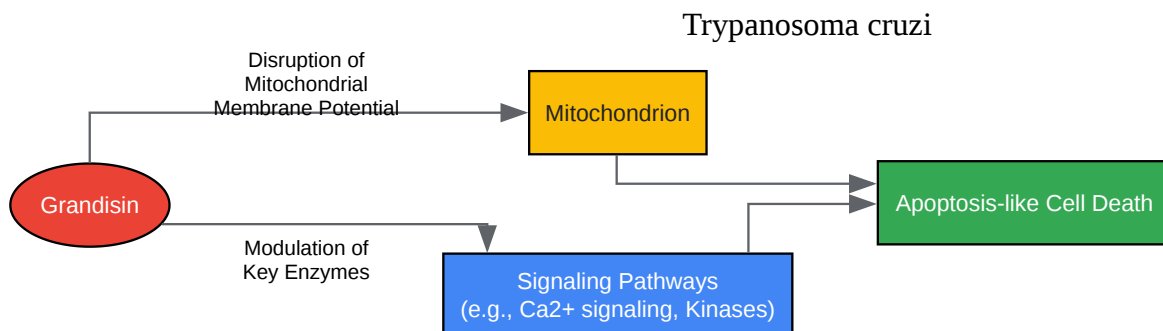 Trypanosoma cruzi
Disruption of
Mitochondrial
Membrane Potential
Mitochondrion
Grandisin
Apoptosis-like Cell Death
Modulation of
Key Enzymes
Signaling Pathways
(e.g., Ca2+ signaling, Kinases)